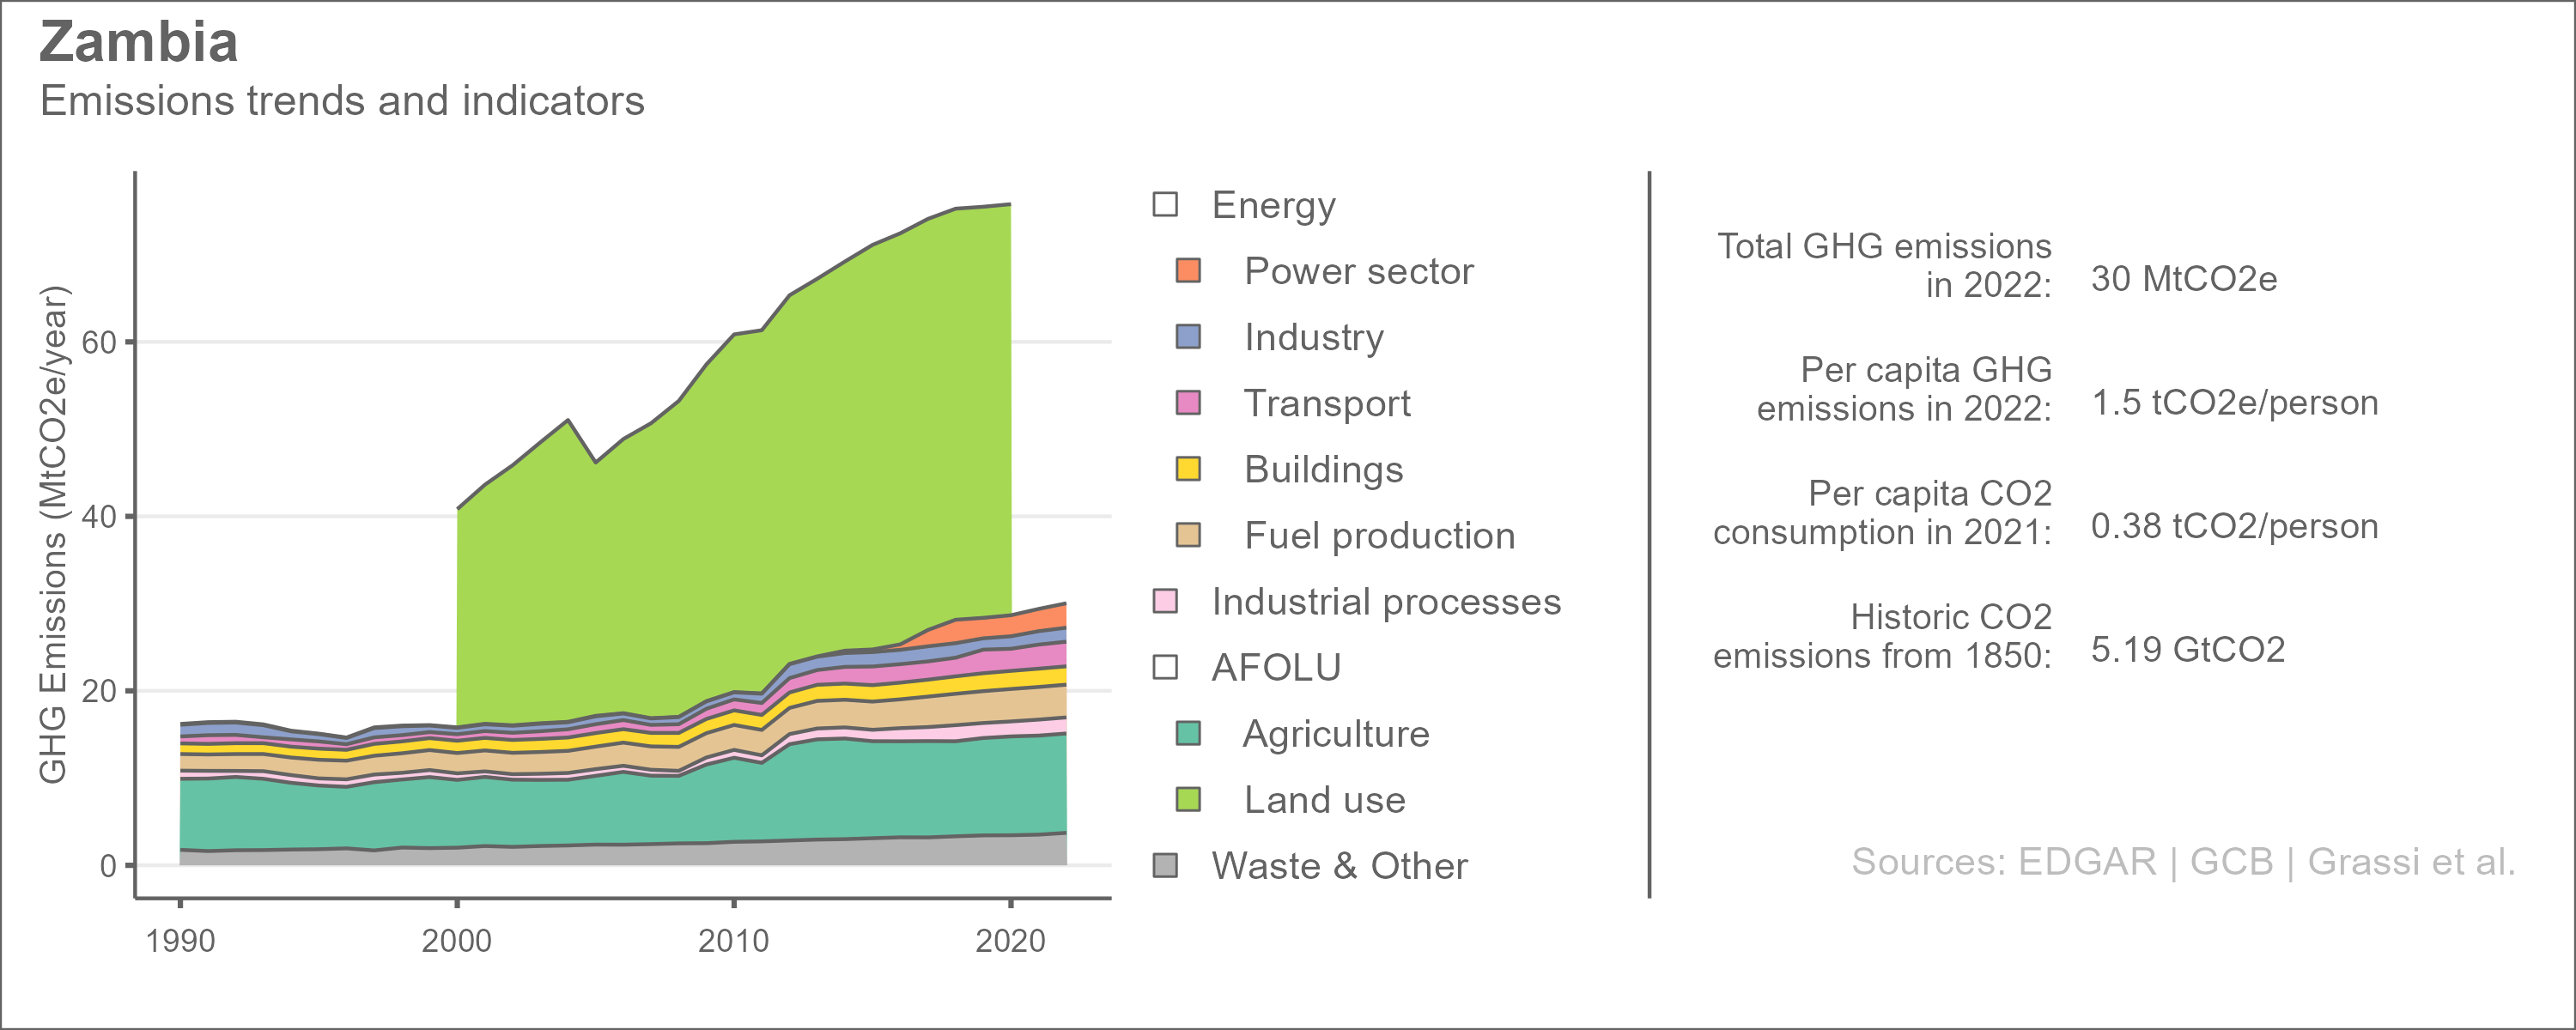 Zambia
Emissions trends and indicators
GHG Emissions (MtCO2e/year)
60
40
20
0
1990
2000
2010
2020
Energy
Power sector
Industry
Transport
Buildings
Fuel production
Industrial processes
AFOLU
Agriculture
Land use
Waste & Other
Total GHG emissions
in 2022:
30 MtCO2e
Per capita GHG
emissions in 2022:
1.5 tCO2e/person
Per capita CO2
consumption in 2021:
0.38 tCO2/person
Historic CO2
emissions from 1850:
5.19 GtCO2
Sources: EDGAR | GCB | Grassi et al.